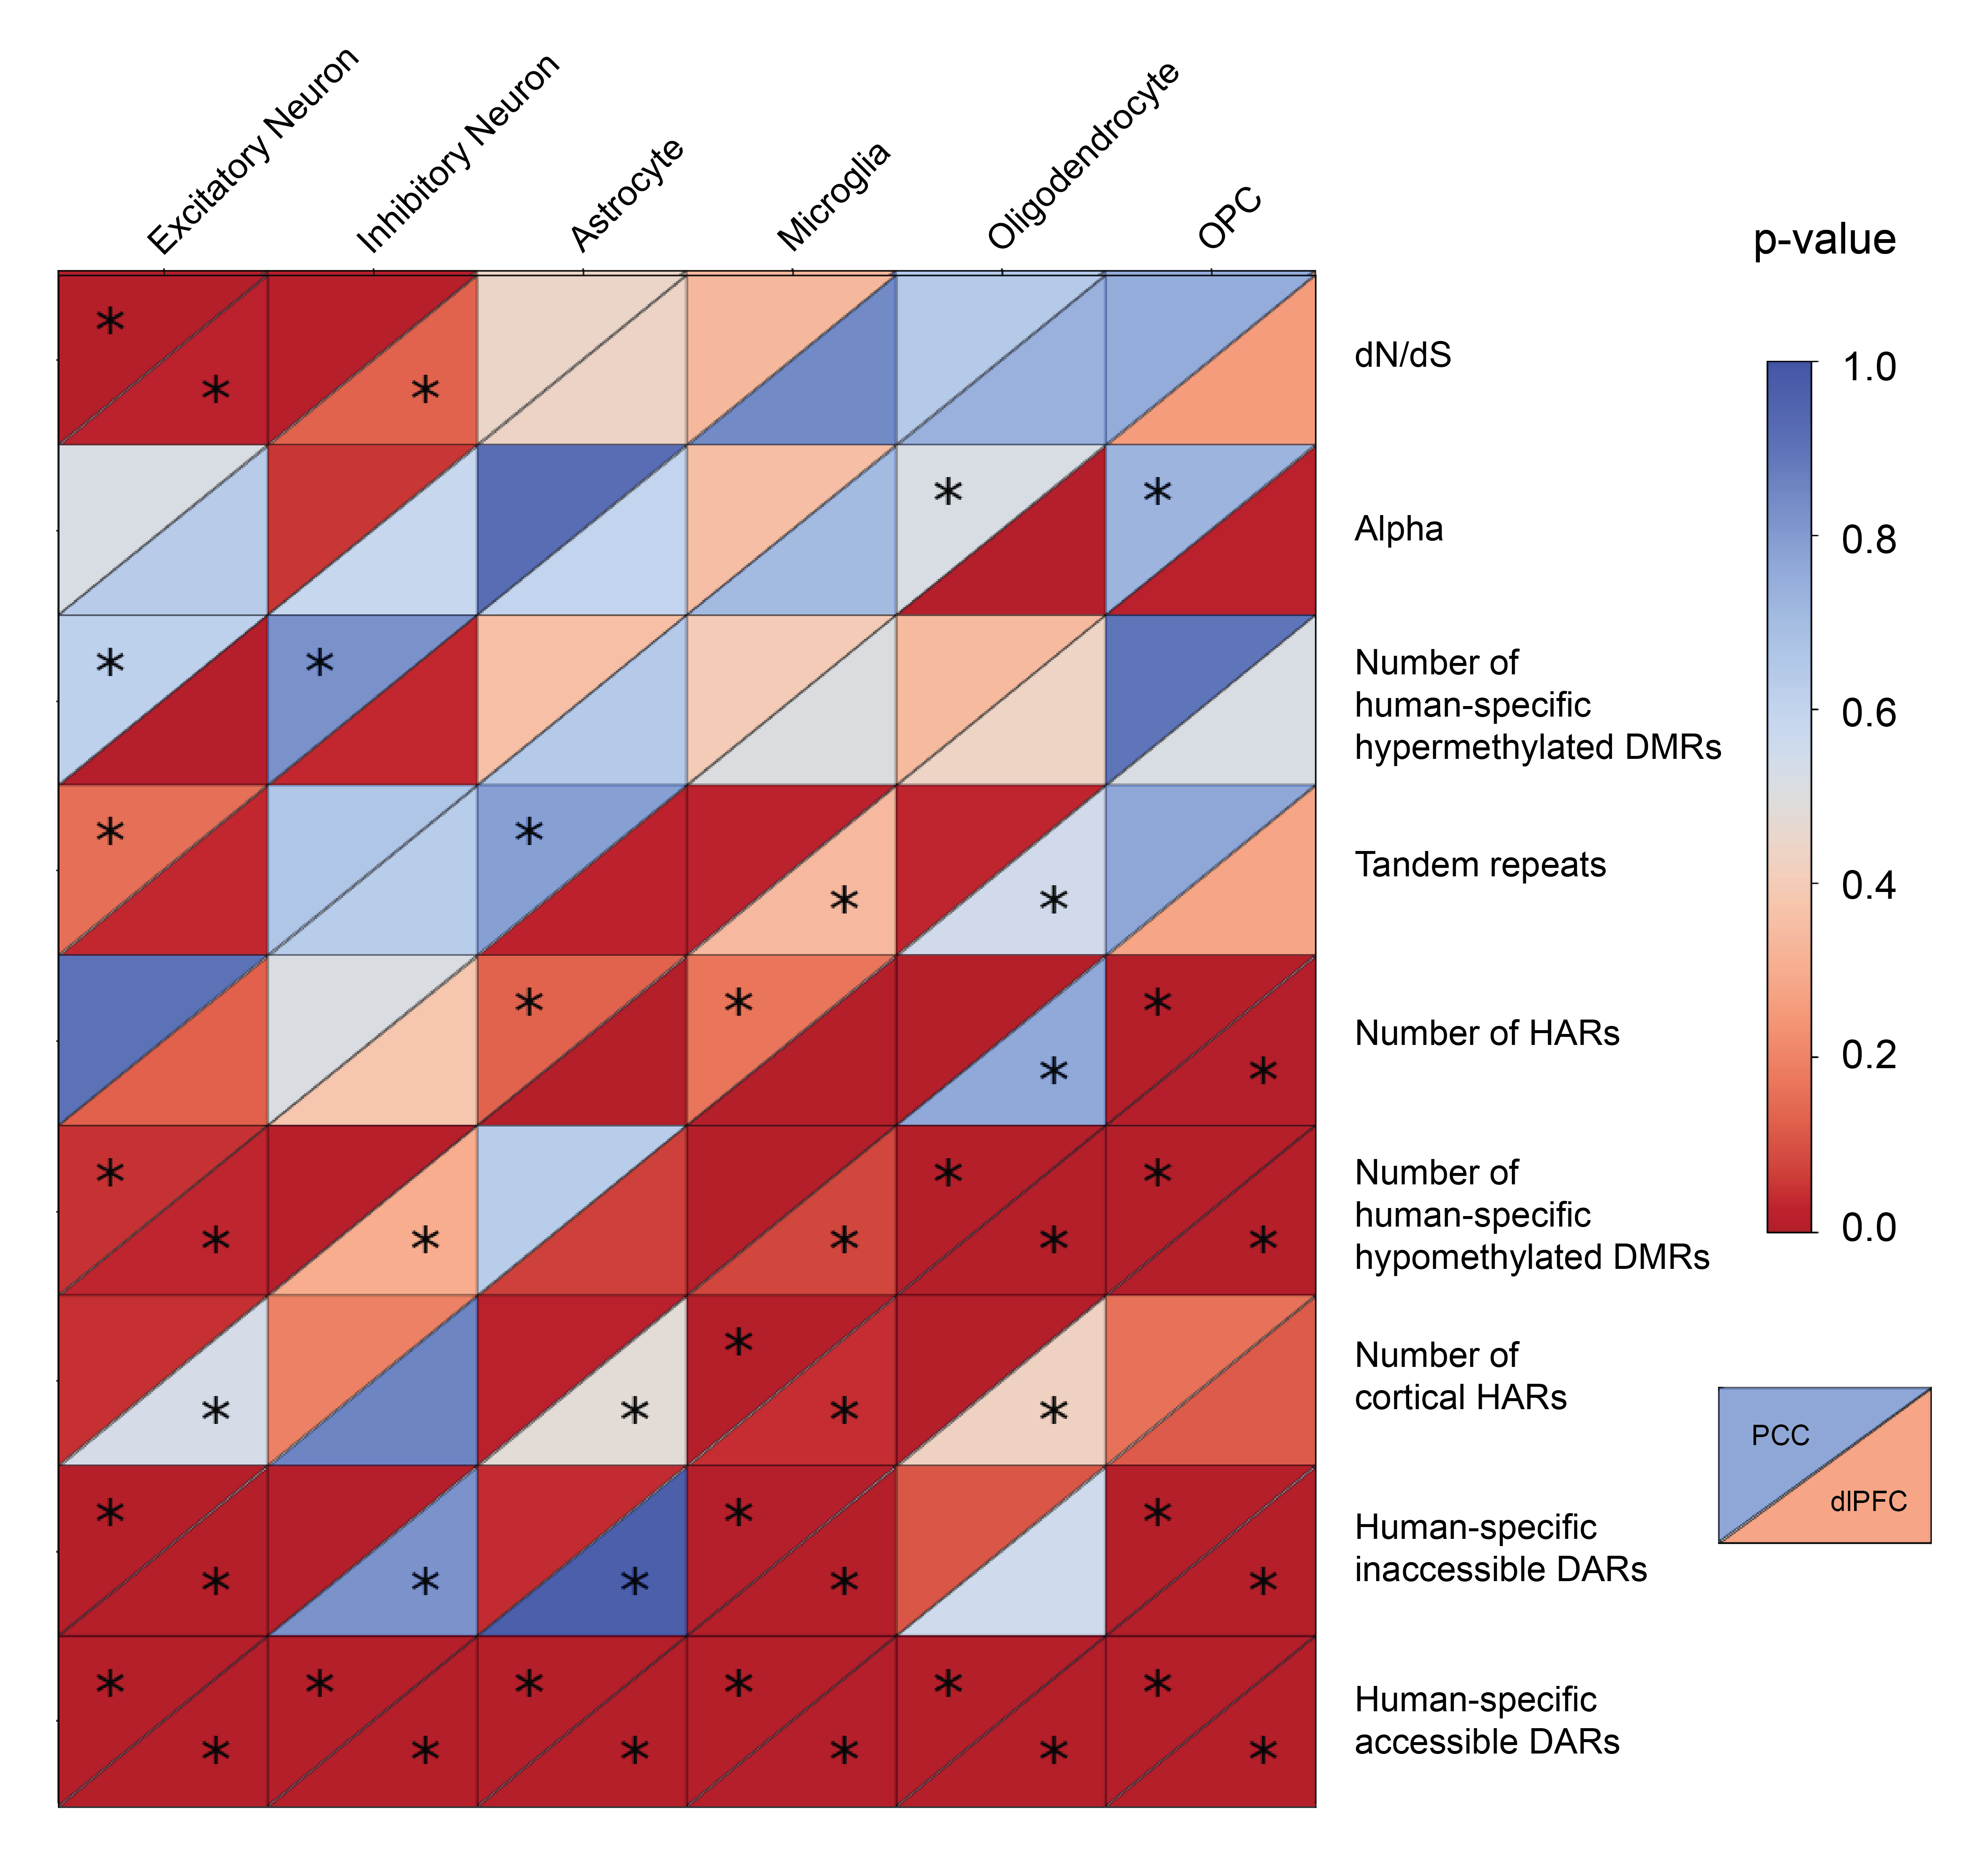 Excitatory Neuron
Inhibitory Neuron
Astrocyte
Microglia
Oligodendrocyte
OPC
p-value
dN/dS
Alpha
Number of
human-specific
hypermethylated DMRs
Tandem repeats
Number of HARs
Number of
human-specific
hypomethylated DMRs
Number of
cortical HARs
Human-specific
inaccessible DARs
Human-specific
accessible DARs
1.0
0.8
0.6
0.4
0.2
0.0
PCC
dlPFC
* * *
* *
* *
* * * *
* * * * * *
* * * * * * * *
* * * * *
* * * * * * * *
* * * * * * * * * * * *